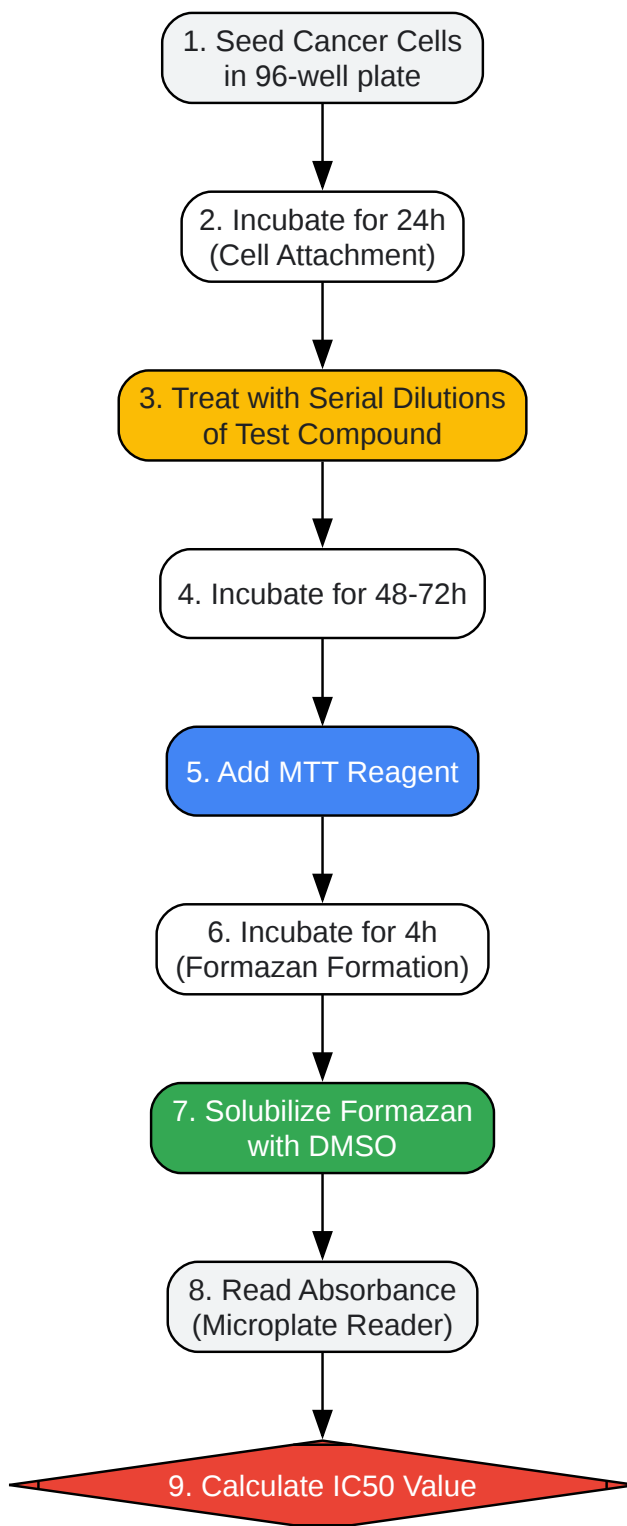 1. Seed Cancer Cells
in 96-well plate
2. Incubate for 24h
(Cell Attachment)
3. Treat with Serial Dilutions
of Test Compound
4. Incubate for 48-72h
5. Add MTT Reagent
6. Incubate for 4h
(Formazan Formation)
7. Solubilize Formazan
with DMSO
8. Read Absorbance
(Microplate Reader)
9. Calculate IC50 Value